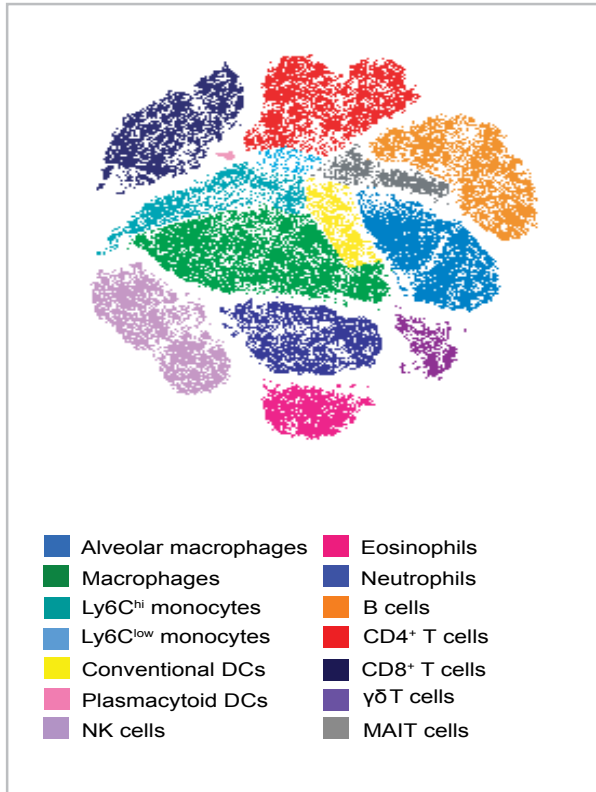 Alveolar macrophages
Macrophages
Ly6Cʰⁱ monocytes
Ly6Cˡᵒʷ monocytes
Conventional DCs
Plasmacytoid DCs
NK cells
Eosinophils
Neutrophils
B cells
CD4⁺ T cells
CD8⁺ T cells
γδ T cells
MAIT cells